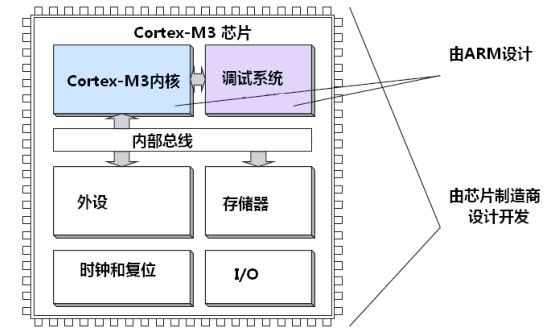 Cortex-M3 芯片
Cortex-M3内核
调试系统
由ARM设计
内部总线
外设
存储器
由芯片制造商
设计开发
时钟和复位
I/O